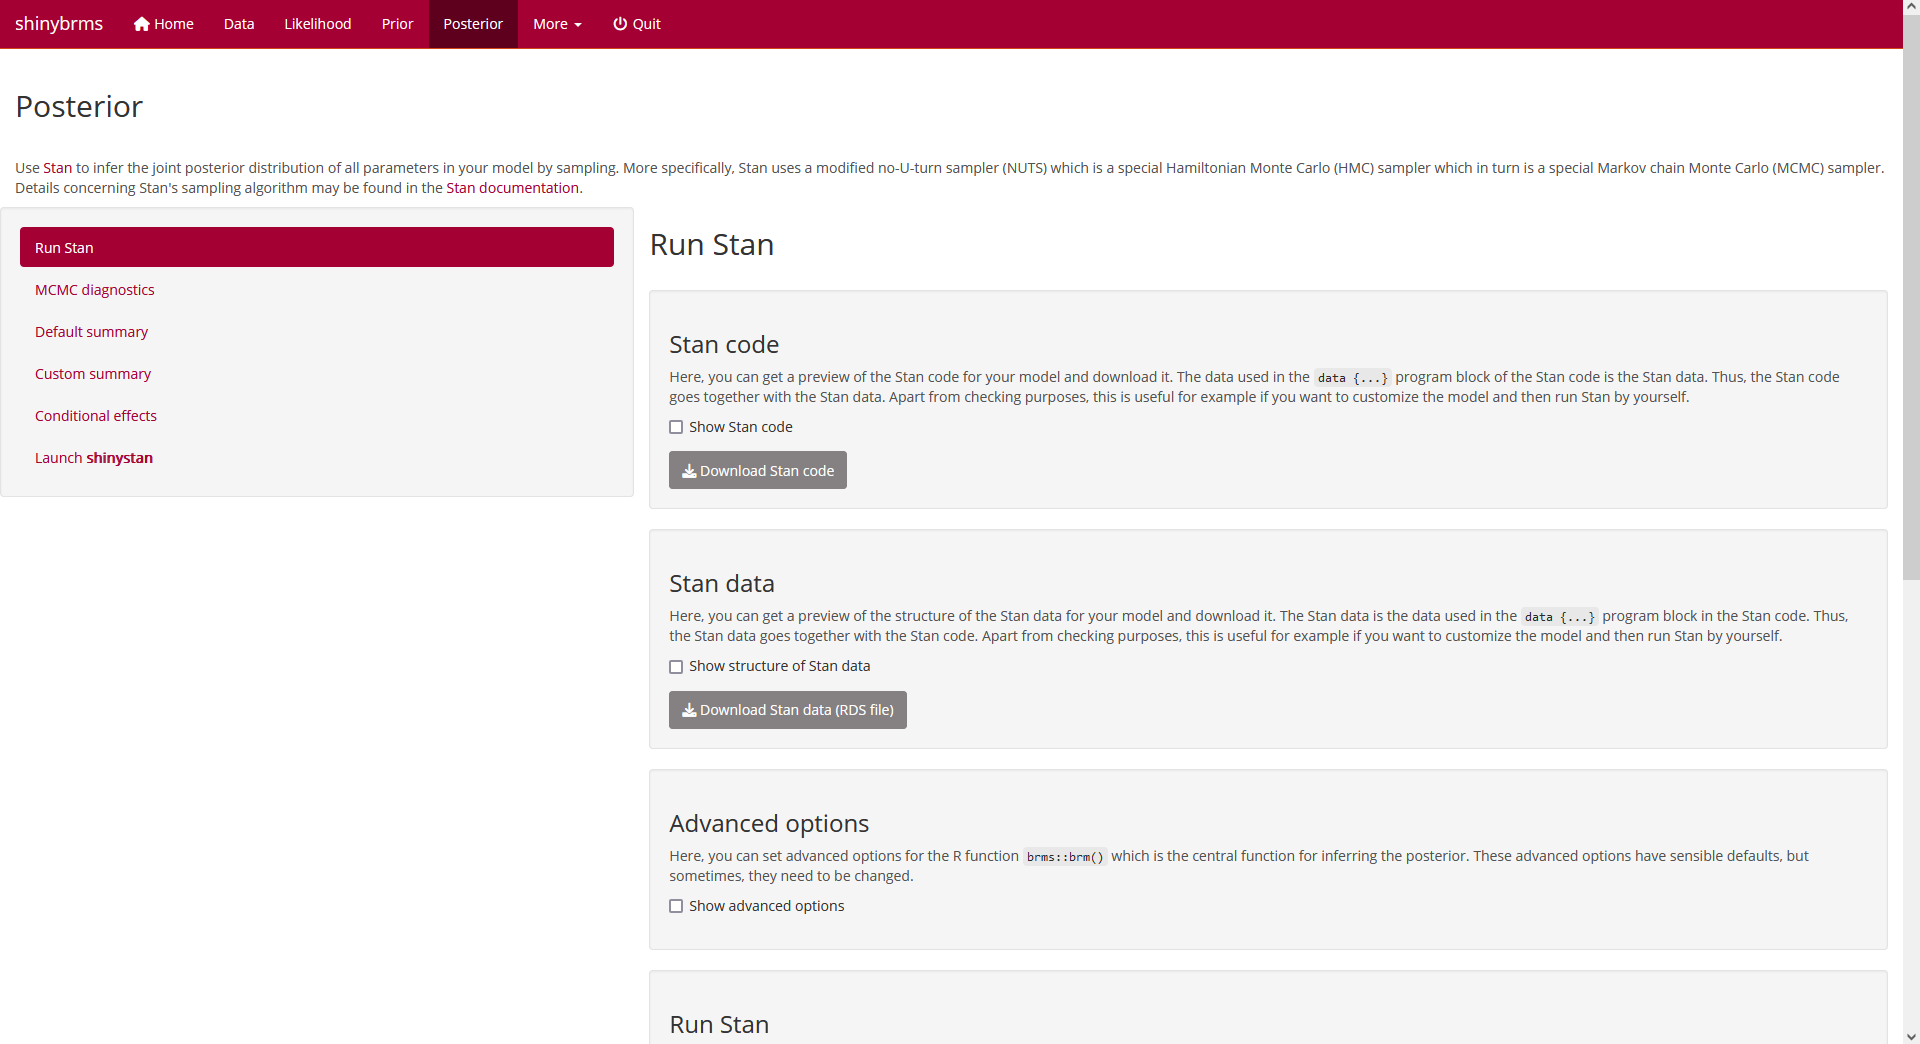 shinybrms Home Data Likelihood Prior Posterior More Quit
Posterior
Use Stan to infer the joint posterior distribution of all parameters in your model by sampling. More specifically, Stan uses a modified no-U-turn sampler (NUTS) which is a special Hamiltonian Monte Carlo (HMC) sampler which in turn is a special Markov chain Monte Carlo (MCMC) sampler.
Details concerning Stan's sampling algorithm may be found in the Stan documentation.
Run Stan
MCMC diagnostics
Default summary
Custom summary
Conditional effects
Launch shinystan
Run Stan
Stan code
Here, you can get a preview of the Stan code for your model and download it. The data used in the data {...} program block of the Stan code is the Stan data. Thus, the Stan code
goes together with the Stan data. Apart from checking purposes, this is useful for example if you want to customize the model and then run Stan by yourself.
Show Stan code
Download Stan code
Stan data
Here, you can get a preview of the structure of the Stan data for your model and download it. The Stan data is the data used in the data {...} program block in the Stan code. Thus,
the Stan data goes together with the Stan code. Apart from checking purposes, this is useful for example if you want to customize the model and then run Stan by yourself.
Show structure of Stan data
Download Stan data (RDS file)
Advanced options
Here, you can set advanced options for the R function brms::brm() which is the central function for inferring the posterior. These advanced options have sensible defaults, but
sometimes, they need to be changed.
Show advanced options
Run Stan